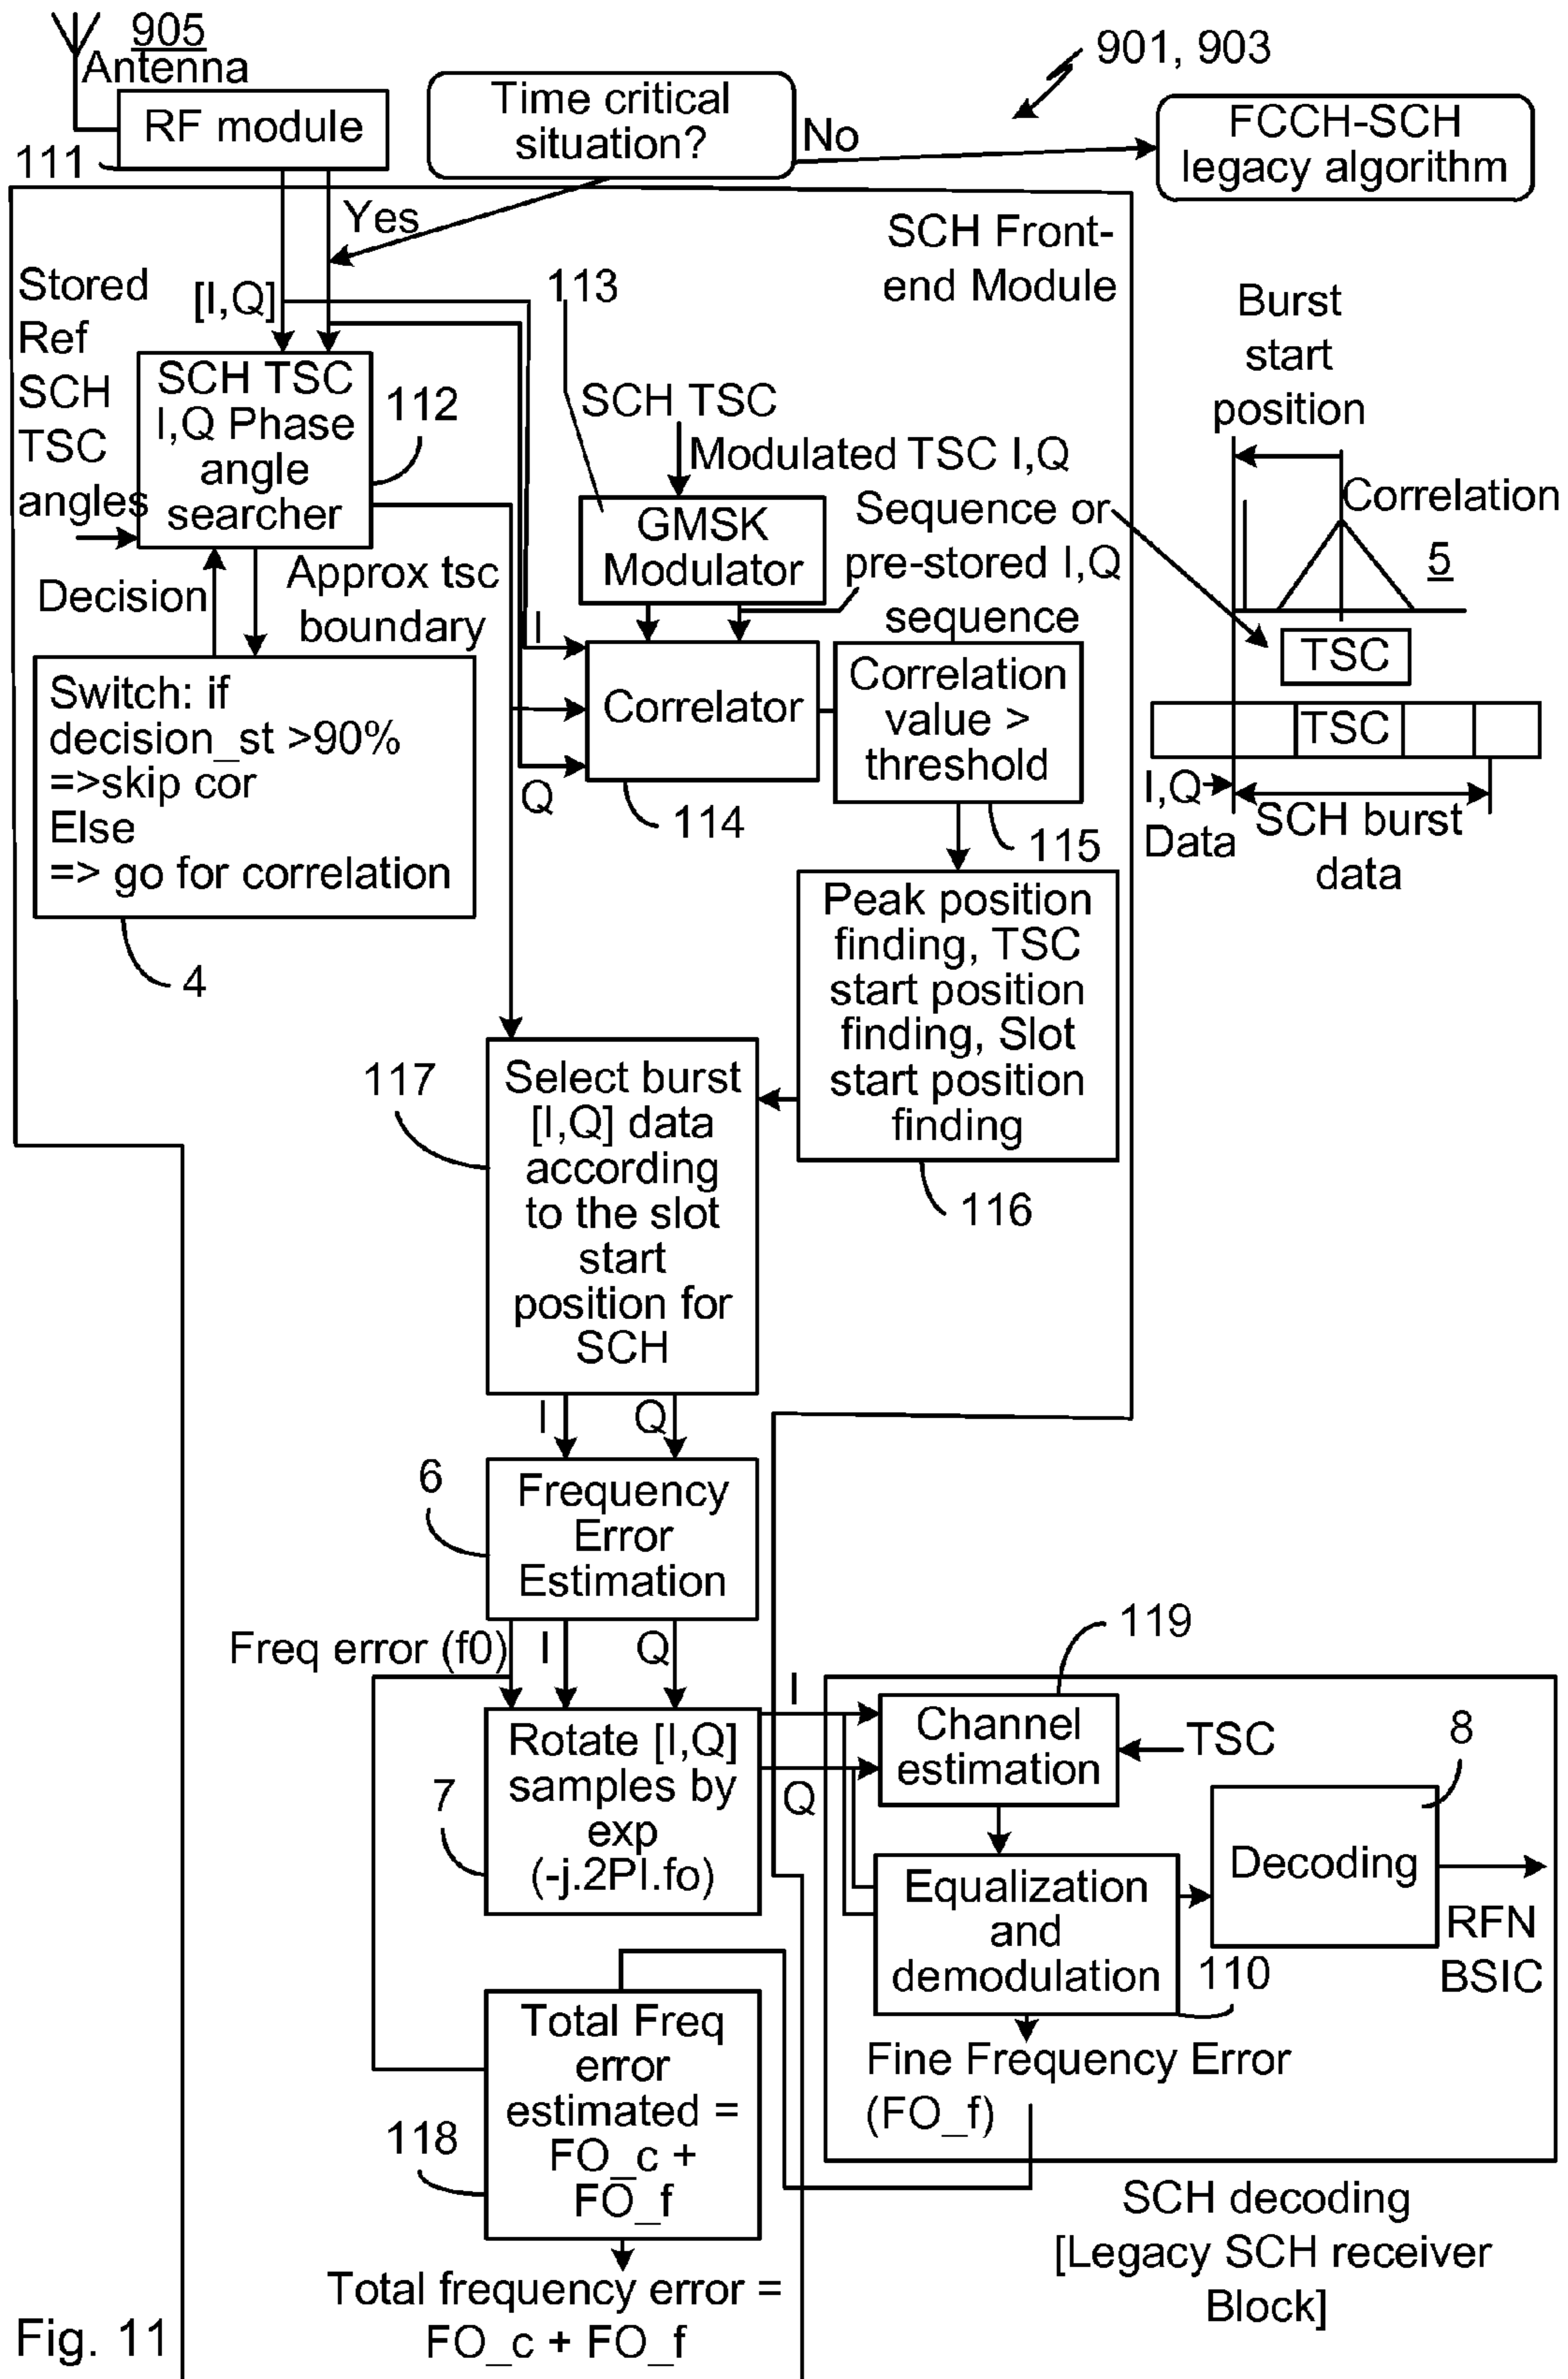 905
Antenna
RF module
111
Time critical
situation?
No
901, 903
FCCH-SCH
legacy algorithm
Yes
SCH Front-
end Module
Stored
Ref
SCH
TSC
angles
[I,Q]
SCH TSC
I,Q Phase
angle
searcher
112
113
SCH TSC
Modulated TSC I,Q
Sequence or
pre-stored I,Q
sequence
GMSK
Modulator
Burst
start
position
Correlation
5
TSC
TSC
I,Q
Data
SCH burst
data
Decision
Approx tsc
boundary
I
Correlator
Q
114
Correlation
value >
threshold
115
Switch: if
decision_st >90%
=>skip cor
Else
=> go for correlation
4
Peak position
finding, TSC
start position
finding, Slot
start position
finding
116
117
Select burst
[I,Q] data
according
to the slot
start
position for
SCH
I
Q
6
Frequency
Error
Estimation
Freq error (f0)
I
Q
7
Rotate [I,Q]
samples by
exp
(-j.2PI.fo)
I
Q
119
Channel
estimation
TSC
8
Decoding
RFN
BSIC
Equalization
and
demodulation
110
Fine Frequency Error
(FO_f)
118
Total Freq
error
estimated =
FO_c +
FO_f
Total frequency error =
FO_c + FO_f
SCH decoding
[Legacy SCH receiver
Block]
Fig. 11